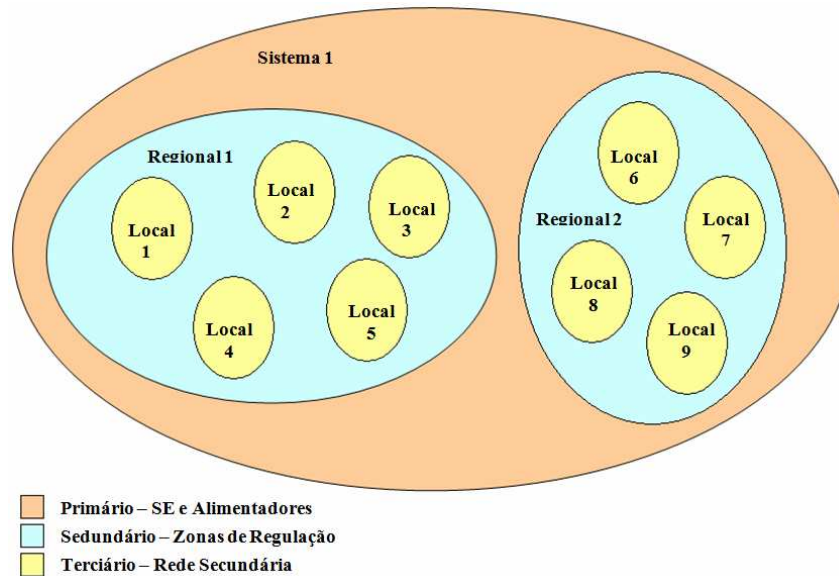 Sistema 1
Regional 1
Local
1
Local
2
Local
3
Local
4
Local
5
Regional 2
Local
6
Local
7
Local
8
Local
9
Primário – SE e Alimentadores
Sedundário – Zonas de Regulação
Terciário – Rede Secundária